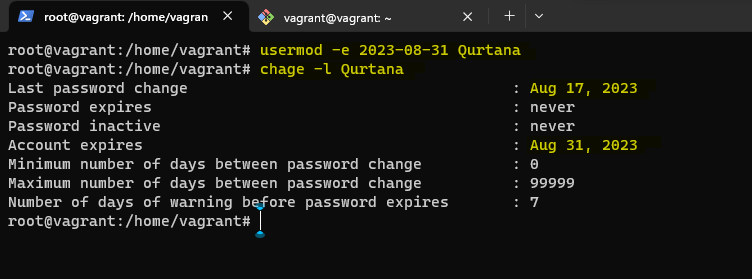 root@vagrant: /home/vagran
vagrant@vagrant: ~
root@vagrant:/home/vagrant# usermod -e 2023-08-31 Qurtana
root@vagrant:/home/vagrant# chage -l Qurtana
Last password change : Aug 17, 2023
Password expires : never
Password inactive : never
Account expires : Aug 31, 2023
Minimum number of days between password change : 0
Maximum number of days between password change : 99999
Number of days of warning before password expires : 7
root@vagrant:/home/vagrant#